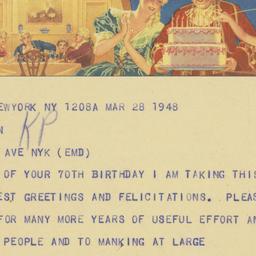 EWYORK NY 1208A MAR 28 1948
N
KP
AVE NYK (EMD)
OF YOUR 70TH BIRTHDAY I AM TAKING THIS
EST GREETINGS AND FELICITATIONS. PLEAS
FOR MANY MORE YEARS OF USEFUL EFFORT AN
PEOPLE AND TO MANKING AT LARGE